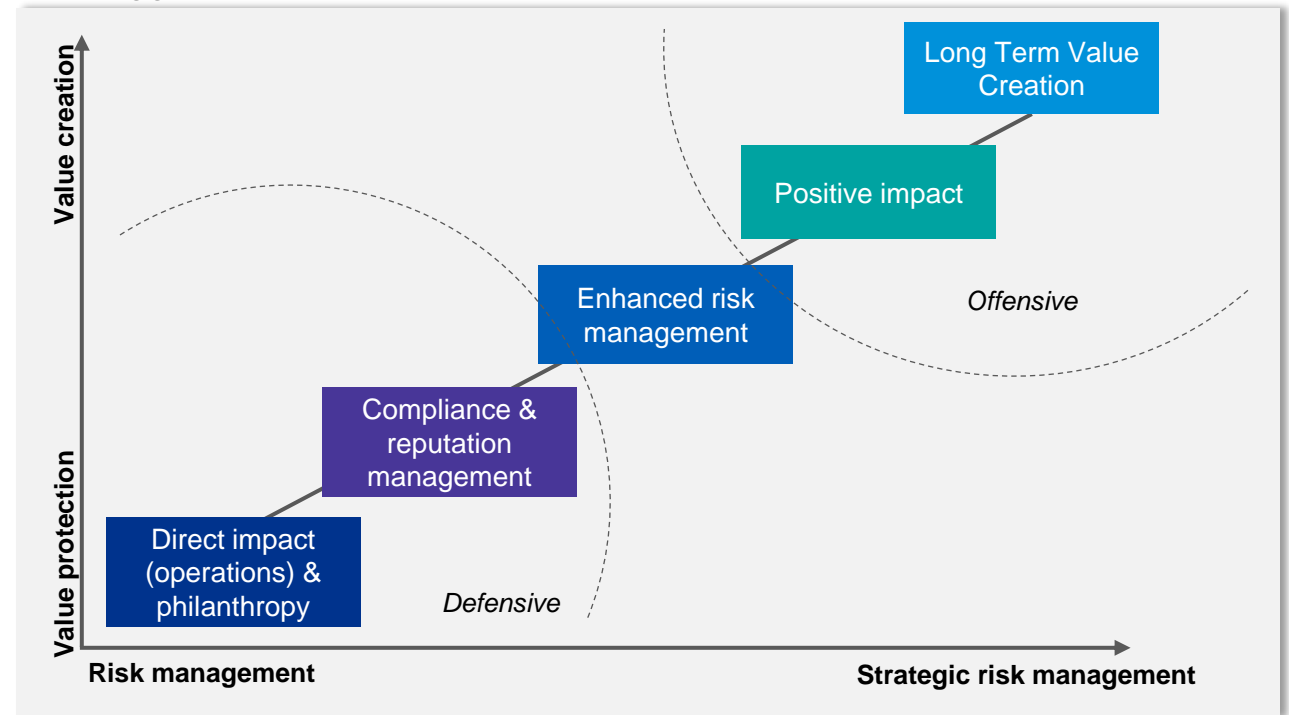 Value creation
Long Term Value
Creation
Positive impact
Enhanced risk
management
Offensive
Compliance &
reputation
management
Value protection
Direct impact
(operations) &
philanthropy
Defensive
Risk management
Strategic risk management